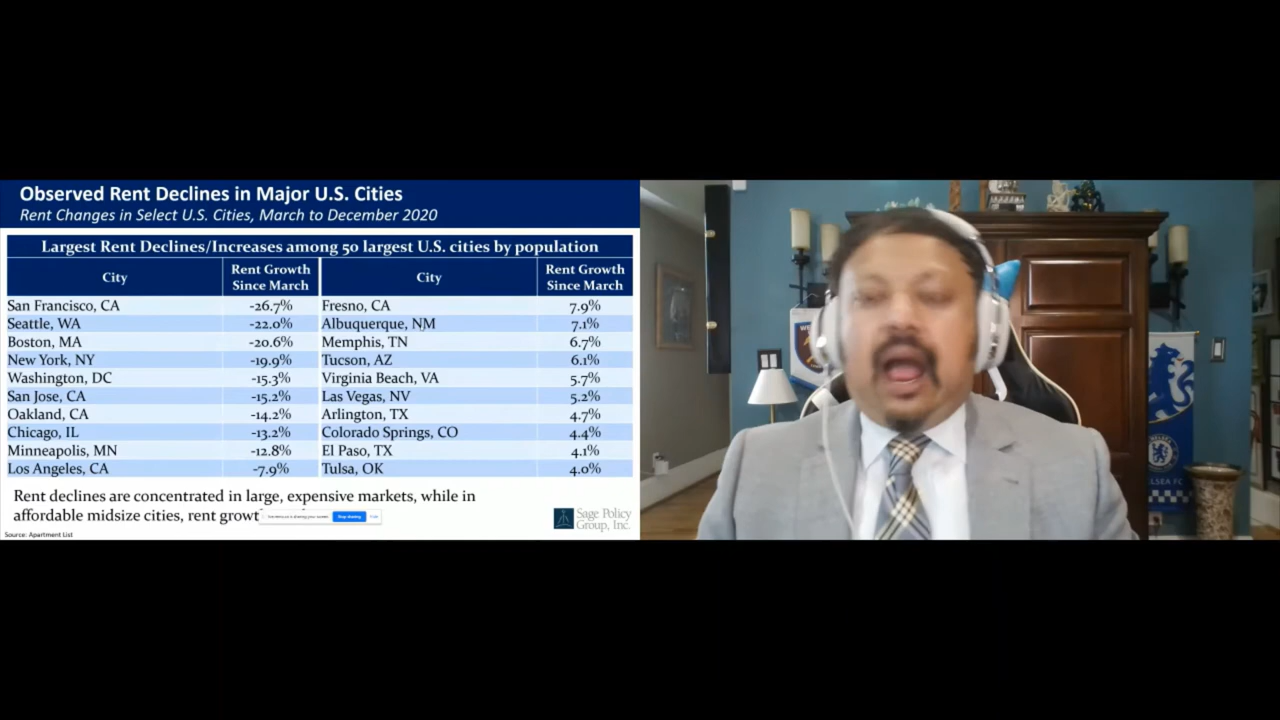 Observed Rent Declines in Major U.S. Cities
Rent Changes in Select U.S. Cities, March to December 2020
Largest Rent Declines/Increases among 50 largest U.S. cities by population
City Rent Growth Since March City Rent Growth Since March
San Francisco, CA -26.7% Fresno, CA 7.9%
Seattle, WA -22.0% Albuquerque, NM 7.1%
Boston, MA -20.6% Memphis, TN 6.7%
New York, NY -19.9% Tucson, AZ 6.1%
Washington, DC -15.3% Virginia Beach, VA 5.7%
San Jose, CA -15.2% Las Vegas, NV 5.2%
Oakland, CA -14.2% Arlington, TX 4.7%
Chicago, IL -13.2% Colorado Springs, CO 4.4%
Minneapolis, MN -12.8% El Paso, TX 4.1%
Los Angeles, CA -7.9% Tulsa, OK 4.0%
Rent declines are concentrated in large, expensive markets, while in
affordable midsize cities, rent growt
Stop sharing
Hide
Sage Policy
Group, Inc.
Source: Apartment List
WE
CHELSEA
LSEA FC